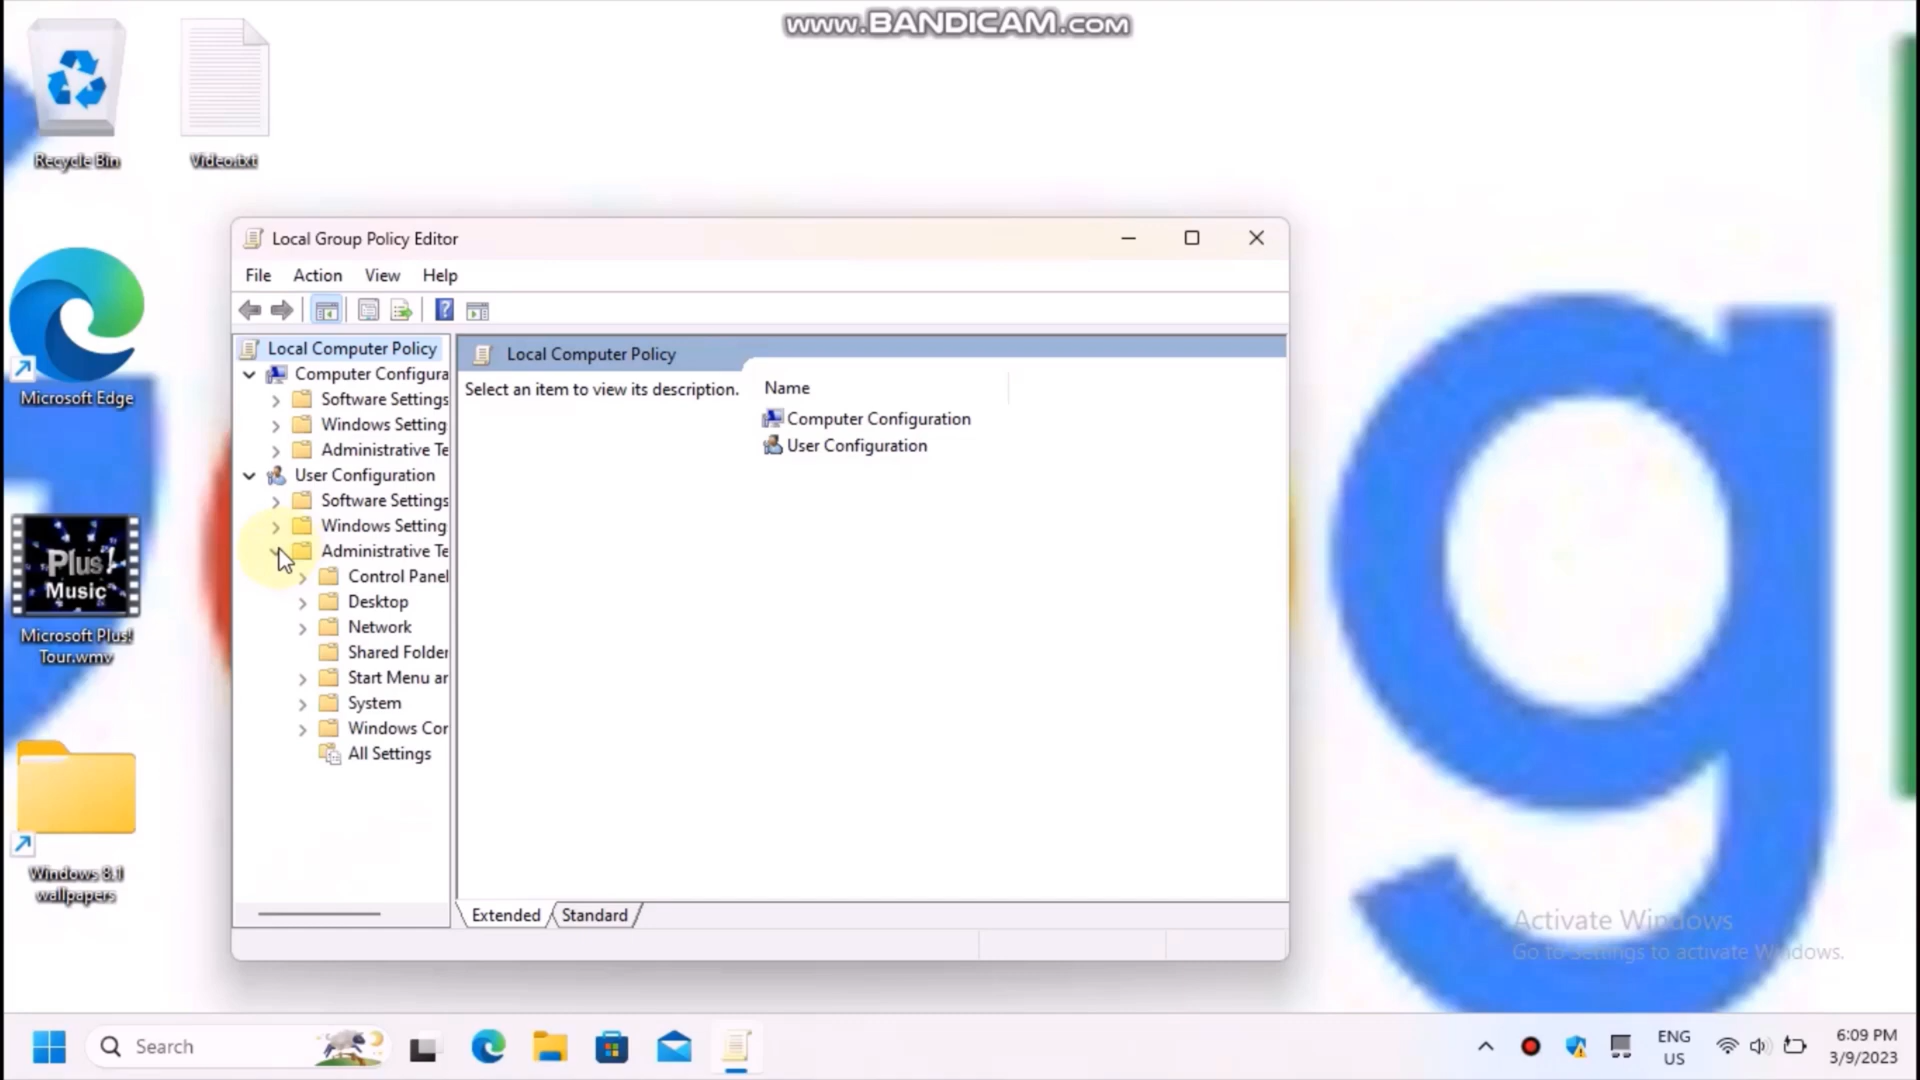 www.BANDICAM.com
Recycle Bin
Video.txt
Microsoft Edge
Plus!
Music
Microsoft Plus!
Tour.wmv
Windows 8.1
wallpapers
Local Group Policy Editor
File Action View Help
Local Computer Policy
Computer Configura
Software Settings
Windows Setting
Administrative Te
User Configuration
Software Settings
Windows Setting
Administrative Te
Control Panel
Desktop
Network
Shared Folder
Start Menu ar
System
Windows Cor
All Settings
Local Computer Policy
Select an item to view its description.
Name
Computer Configuration
User Configuration
Extended Standard
Activate Windows
Go to Settings to activate Windows.
Search
ENG
US
6:09 PM
3/9/2023